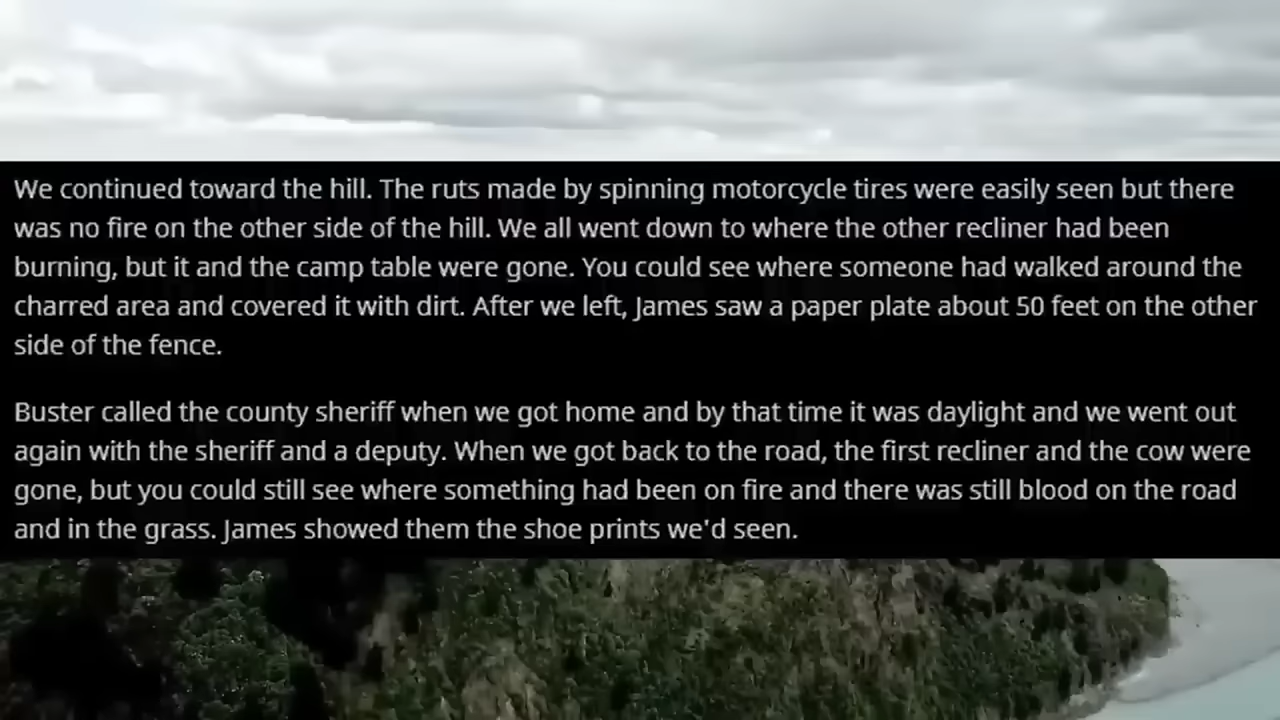 We continued toward the hill. The ruts made by spinning motorcycle tires were easily seen but there
was no fire on the other side of the hill. We all went down to where the other recliner had been
burning, but it and the camp table were gone. You could see where someone had walked around the
charred area and covered it with dirt. After we left, James saw a paper plate about 50 feet on the other
side of the fence.
Buster called the county sheriff when we got home and by that time it was daylight and we went out
again with the sheriff and a deputy. When we got back to the road, the first recliner and the cow were
gone, but you could still see where something had been on fire and there was still blood on the road
and in the grass. James showed them the shoe prints we'd seen.